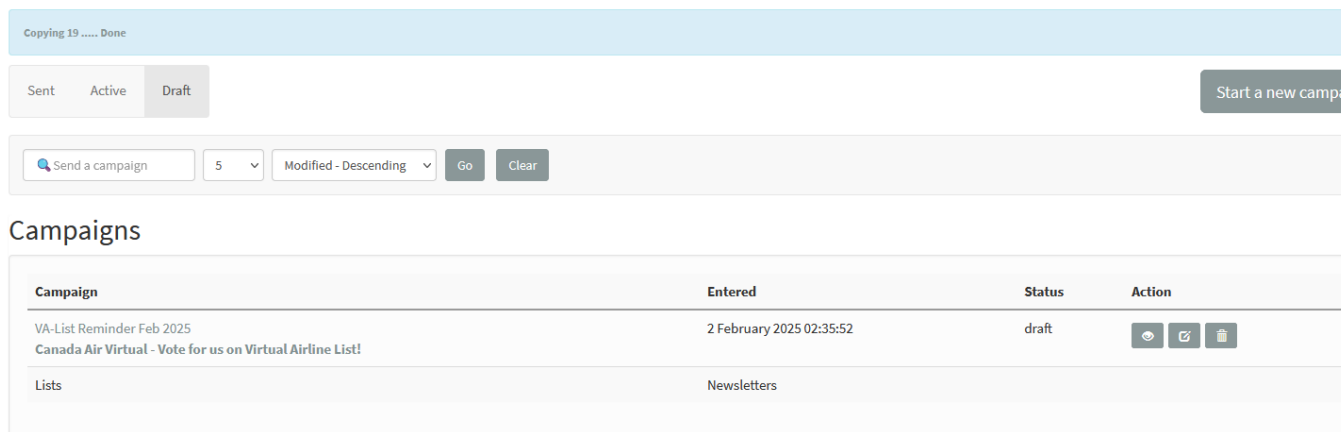 Copying 19 ..... Done
Sent Active Draft
Start a new campa
Send a campaign 5 Modified - Descending Go Clear
Campaigns
Campaign Entered Status Action
VA-List Reminder Feb 2025 2 February 2025 02:35:52 draft
Canada Air Virtual - Vote for us on Virtual Airline List!
Lists Newsletters